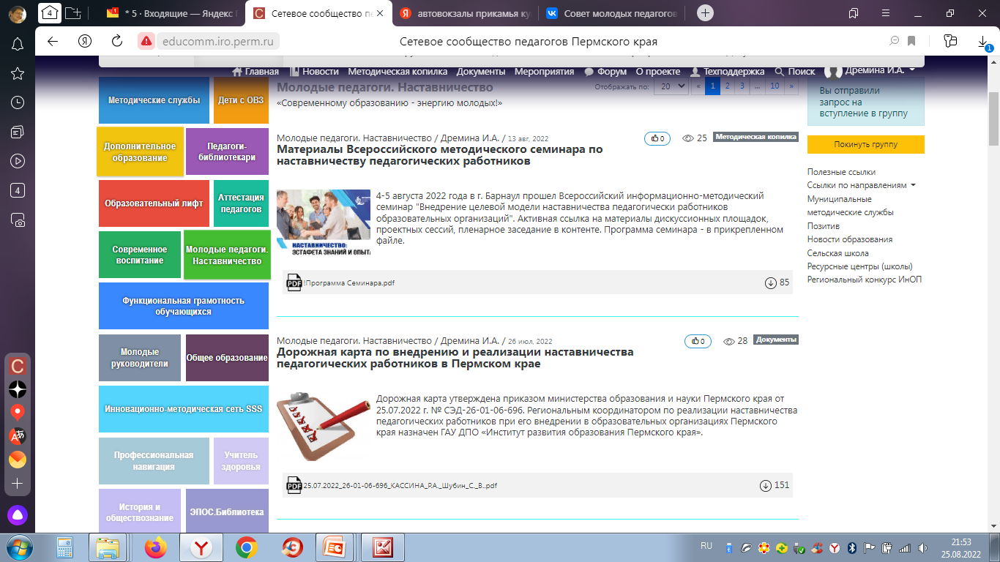 * 5 · Входящие — Яндекс
Сетевое сообщество пе
автовокзалы прикамья ку
Совет молодых педагогов
educomm.iro.perm.ru
Сетевое сообщество педагогов Пермского края
1
Главная
Новости
Методическая копилка
Документы
Мероприятия
Форум
О проекте
Техподдержка
Поиск
Дремина И.А.
Методические службы
Дети с ОВЗ
Дополнительное
образование
Педагоги-
библиотекари
Образовательный лифт
Аттестация
педагогов
Современное
воспитание
Молодые педагоги.
Наставничество
Функциональная грамотность
обучающихся
Молодые
руководители
Общее образование
Инновационно-методическая сеть SSS
Профессиональная
навигация
Учитель
здоровья
История и
обществознание
ЭПОС.Библиотека
Молодые педагоги. Наставничество
Отображать по: 20 « 1 2 3 ... 10 »
«Современному образованию - энергию молодых!»
Молодые педагоги. Наставничество / Дремина И.А. / 13 авг, 2022
0
25
Методическая копилка
Материалы Всероссийского методического семинара по
наставничеству педагогических работников
НАСТАВНИЧЕСТВО:
ЭСТАФЕТА ЗНАНИЙ И ОПЫТА
4-5 августа 2022 года в г. Барнаул прошел Всероссийский информационно-методический
семинар "Внедрение целевой модели наставничества педагогически работников
образовательных организаций". Активная ссылка на материалы дискуссионных площадок,
проектных сессий, пленарное заседание в контенте. Программа семинара - в прикрепленном
файле.
PDF !Программа Семинара.pdf
85
Молодые педагоги. Наставничество / Дремина И.А. / 26 июл, 2022
0
28
Документы
Дорожная карта по внедрению и реализации наставничества
педагогических работников в Пермском крае
Дорожная карта утверждена приказом министерства образования и науки Пермского края от
25.07.2022 г. № СЭД-26-01-06-696. Региональным координатором по реализации наставничества
педагогических работников при его внедрении в образовательных организациях Пермского
края назначен ГАУ ДПО «Институт развития образования Пермского края».
PDF 25.07.2022_26-01-06-696_КАССИНА_Р.А._Шубин_С._В..pdf
151
Вы отправили
запрос на
вступление в группу
Покинуть группу
Полезные ссылки
Ссылки по направлениям
Муниципальные
методические службы
Позитив
Новости образования
Сельская школа
Ресурсные центры (школы)
Региональный конкурс ИнОП
4
RU
21:53
25.08.2022